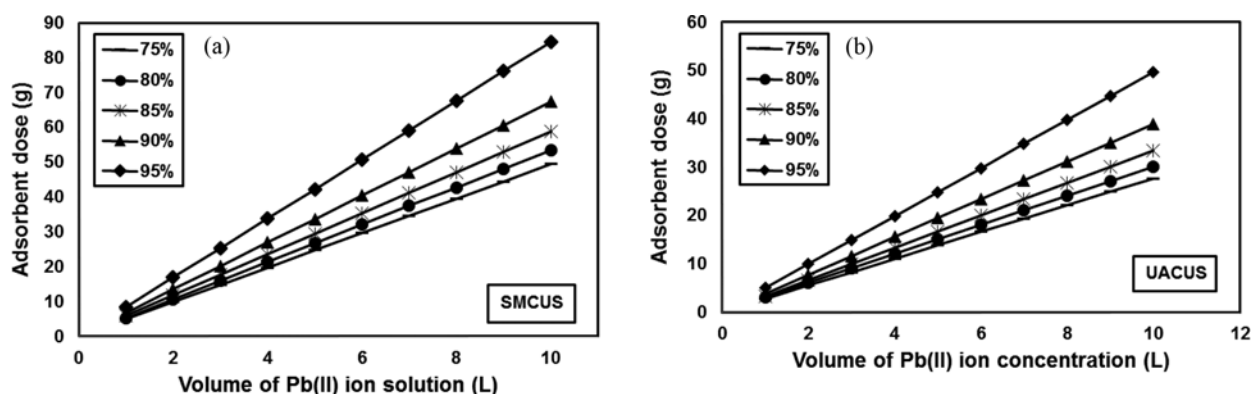 (a)
75%
80%
85%
90%
95%
90
80
70
60
50
40
30
20
10
0
Adsorbent dose (g)
SMCUS
0 2 4 6 8 10
Volume of Pb(II) ion solution (L)
(b)
75%
80%
85%
90%
95%
60
50
40
30
20
10
0
Adsorbent dose (g)
UACUS
0 2 4 6 8 10 12
Volume of Pb(II) ion concentration (L)